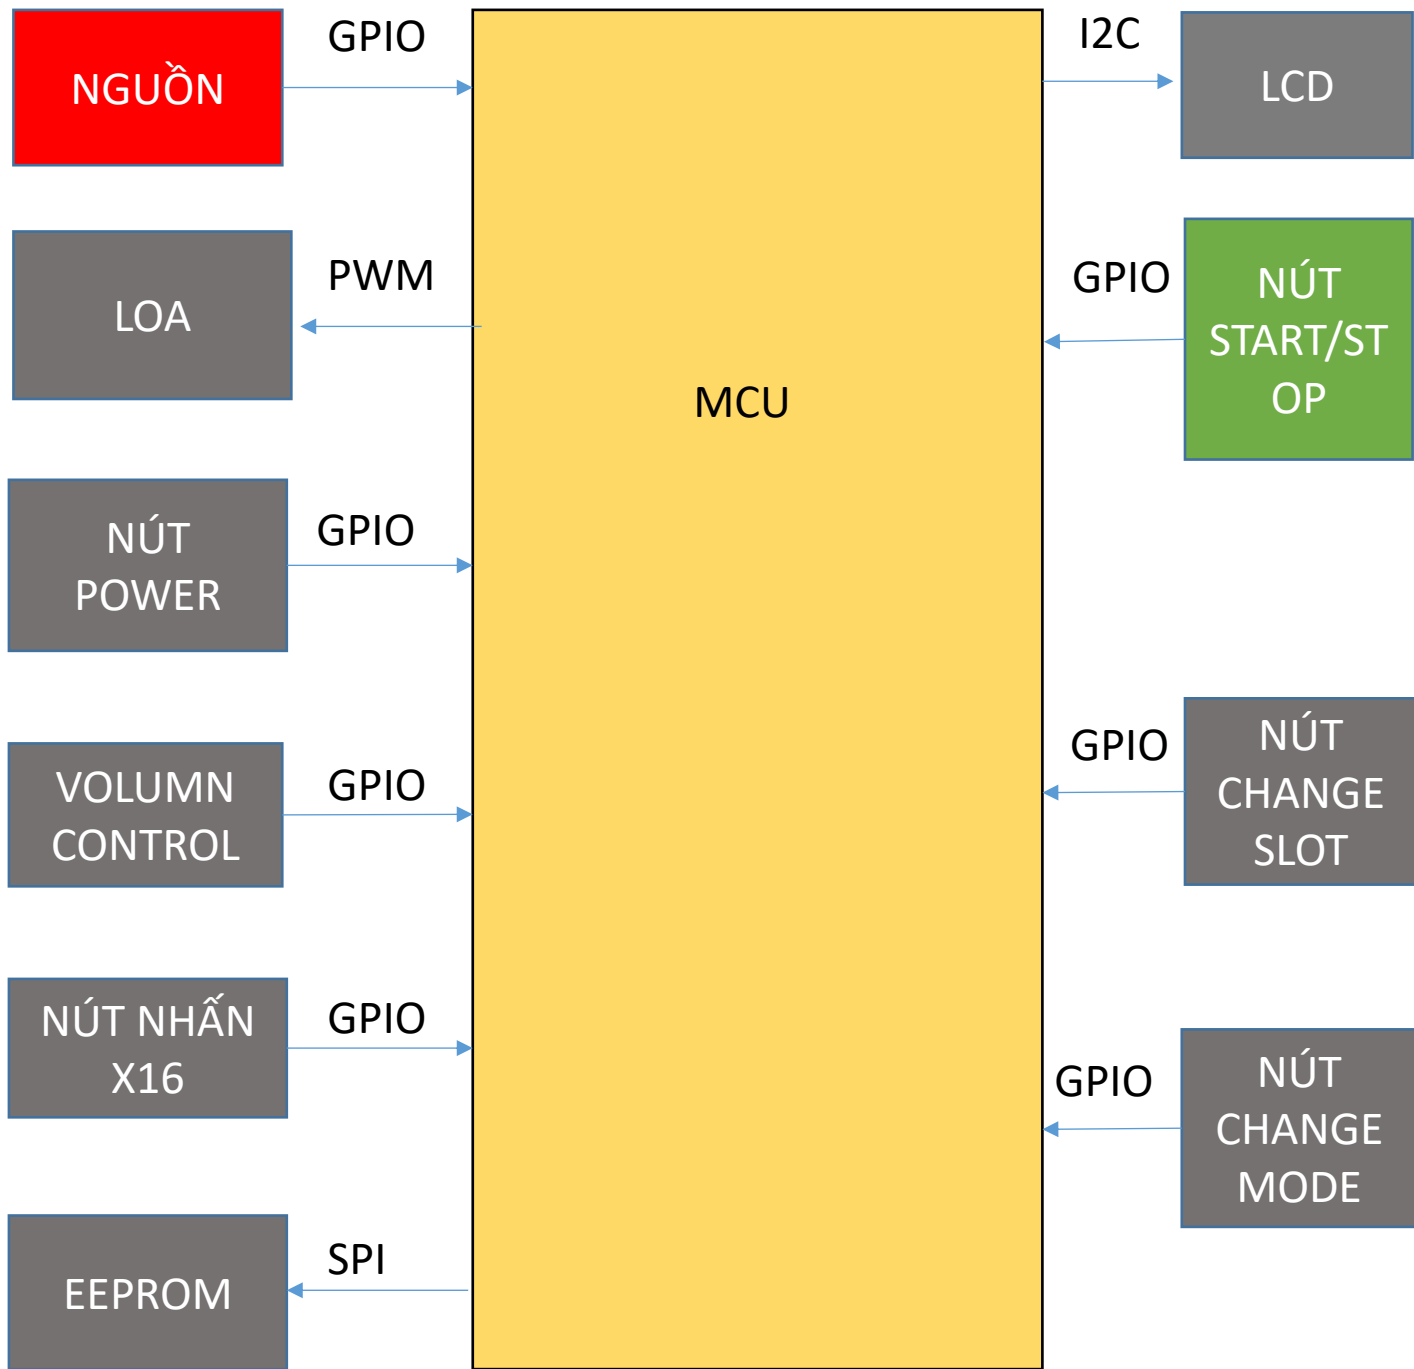 NGUỒN
GPIO
I2C
LCD
LOA
PWM
MCU
GPIO
NÚT
START/ST
OP
NÚT
POWER
GPIO
VOLUMN
CONTROL
GPIO
GPIO
NÚT
CHANGE
SLOT
NÚT NHẤN
X16
GPIO
GPIO
NÚT
CHANGE
MODE
EEPROM
SPI